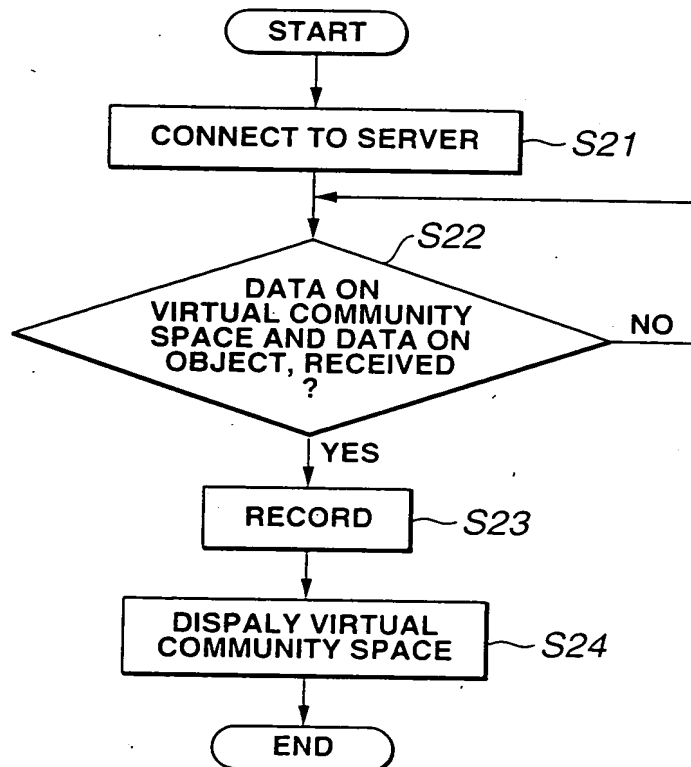 START
CONNECT TO SERVER
S21
S22
DATA ON
VIRTUAL COMMUNITY
SPACE AND DATA ON
OBJECT, RECEIVED
?
NO
YES
RECORD
S23
DISPALY VIRTUAL
COMMUNITY SPACE
S24
END